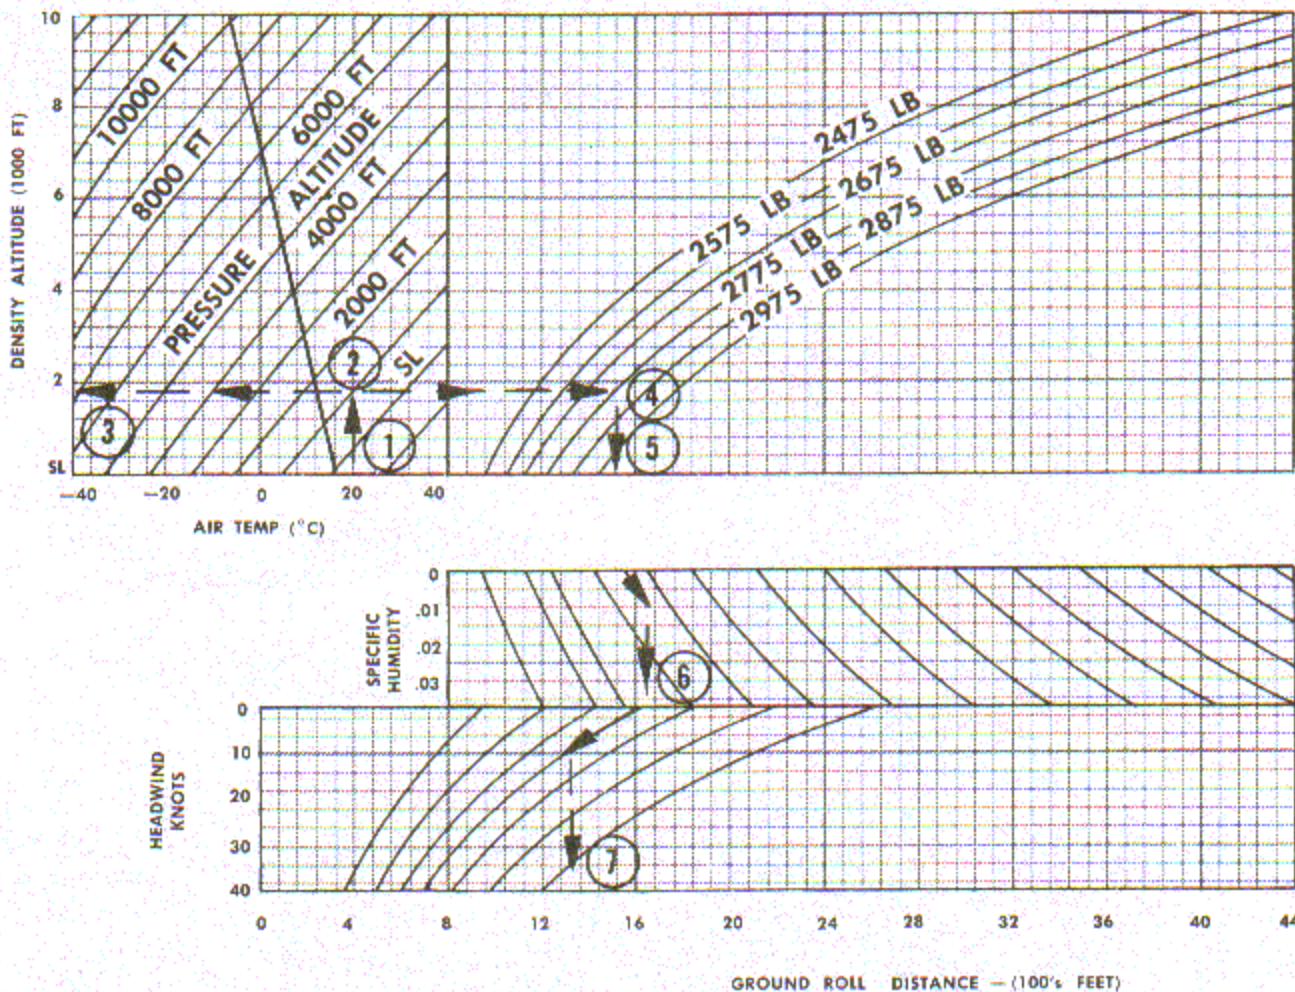 DENSITY ALTITUDE (1000 FT)
10
8
6
4
2
SL
10000 FT
8000 FT
6000 FT
PRESSURE ALTITUDE
4000 FT
2000 FT
SL
2475 LB
2575 LB
2675 LB
2775 LB
2875 LB
2975 LB
1
2
3
4
5
-40 -20 0 20 40
AIR TEMP (°C)
SPECIFIC
HUMIDITY
0
.01
.02
.03
6
HEADWIND
KNOTS
0
10
20
30
40
7
0 4 8 12 16 20 24 28 32 36 40 44
GROUND ROLL DISTANCE — (100's FEET)